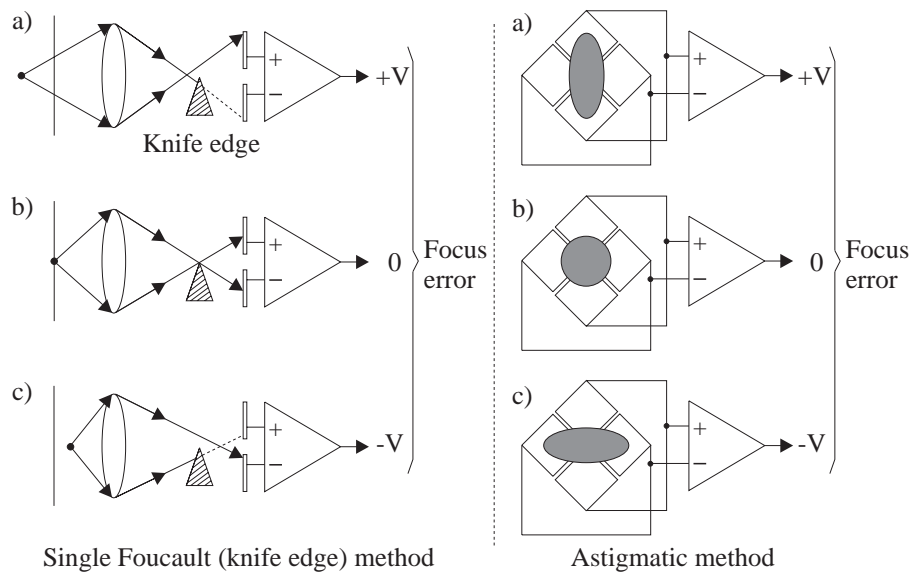 a)
+
−
+V
Knife edge
b)
+
−
0
Focus
error
c)
+
−
-V
Single Foucault (knife edge) method
a)
+
−
+V
b)
+
−
0
Focus
error
c)
+
−
-V
Astigmatic method